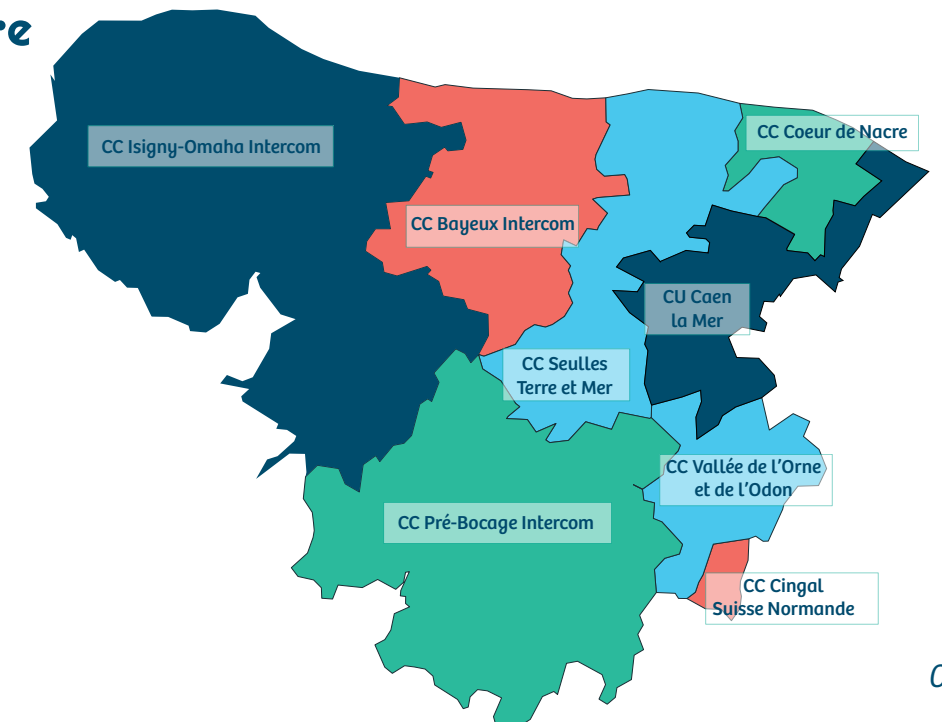 re
CC Isigny-Omaha Intercom
CC Coeur de Nacre
CC Bayeux Intercom
CU Caen
la Mer
CC Seulles
Terre et Mer
CC Vallée de l'Orne
et de l'Odon
CC Pré-Bocage Intercom
CC Cingal
Suisse Normande